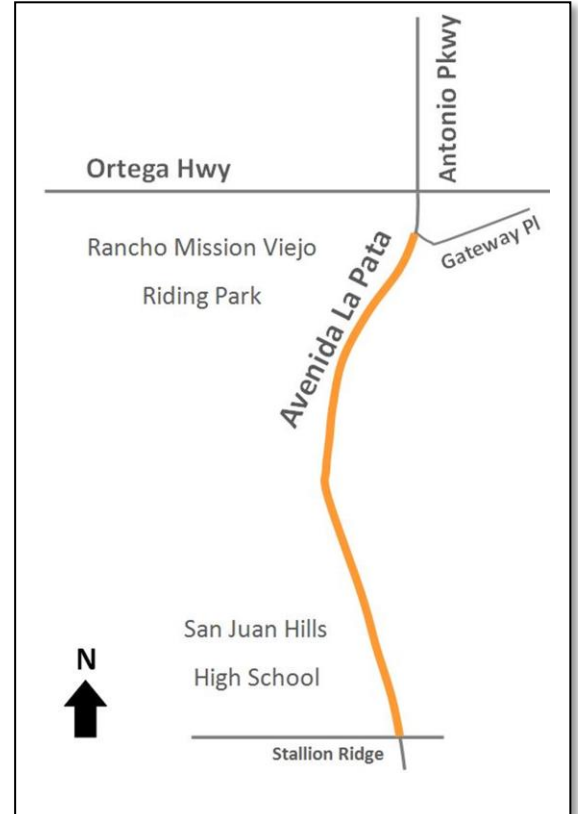 Antonio Pkwy
Ortega Hwy
Gateway Pl
Rancho Mission Viejo
Riding Park
Avenida La Pata
San Juan Hills
High School
N
Stallion Ridge